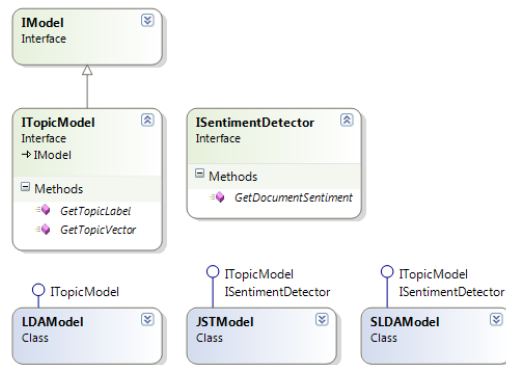 IModel
Interface
ITopicModel
Interface
IModel
Methods
GetTopicLabel
GetTopicVector
ISentimentDetector
Interface
Methods
GetDocumentSentiment
ITopicModel
LDAModel
Class
ITopicModel
ISentimentDetector
JSTModel
Class
ITopicModel
ISentimentDetector
SLDAModel
Class